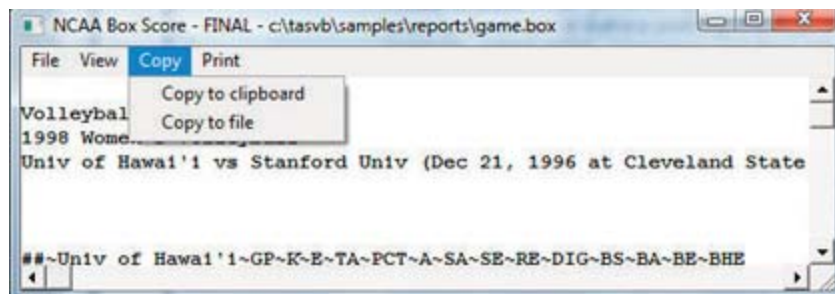 NCAA Box Score - FINAL - c:\tasvb\samples\reports\game.box
File View Copy Print
Copy to clipboard
Copy to file
Volleybal
1998 Wome
Univ of Hawai'i vs Stanford Univ (Dec 21, 1996 at Cleveland State
##~Univ of Hawai'i~GP~K~E~TA~PCT~A~SA~SE~RE~DIG~BS~BA~BE~BHE